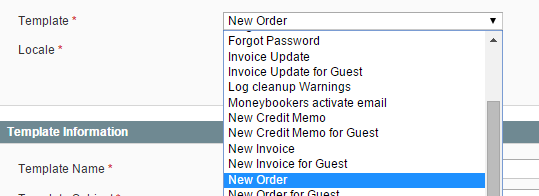 Template *
New Order
Locale *
Forgot Password
Invoice Update
Invoice Update for Guest
Log cleanup Warnings
Moneybookers activate email
New Credit Memo
New Credit Memo for Guest
New Invoice
New Invoice for Guest
New Order
New Order for Guest
Template Information
Template Name *
Template Subject *